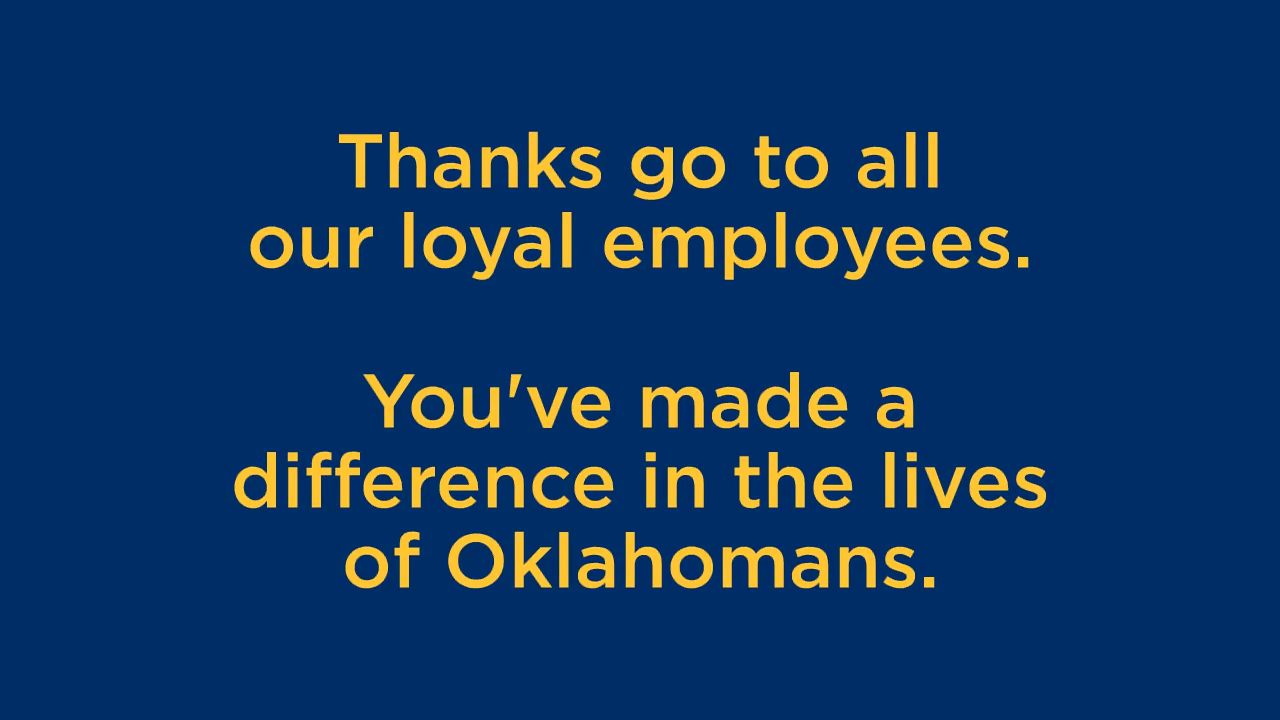 Thanks go to all
our loyal employees.
You've made a
difference in the lives
of Oklahomans.